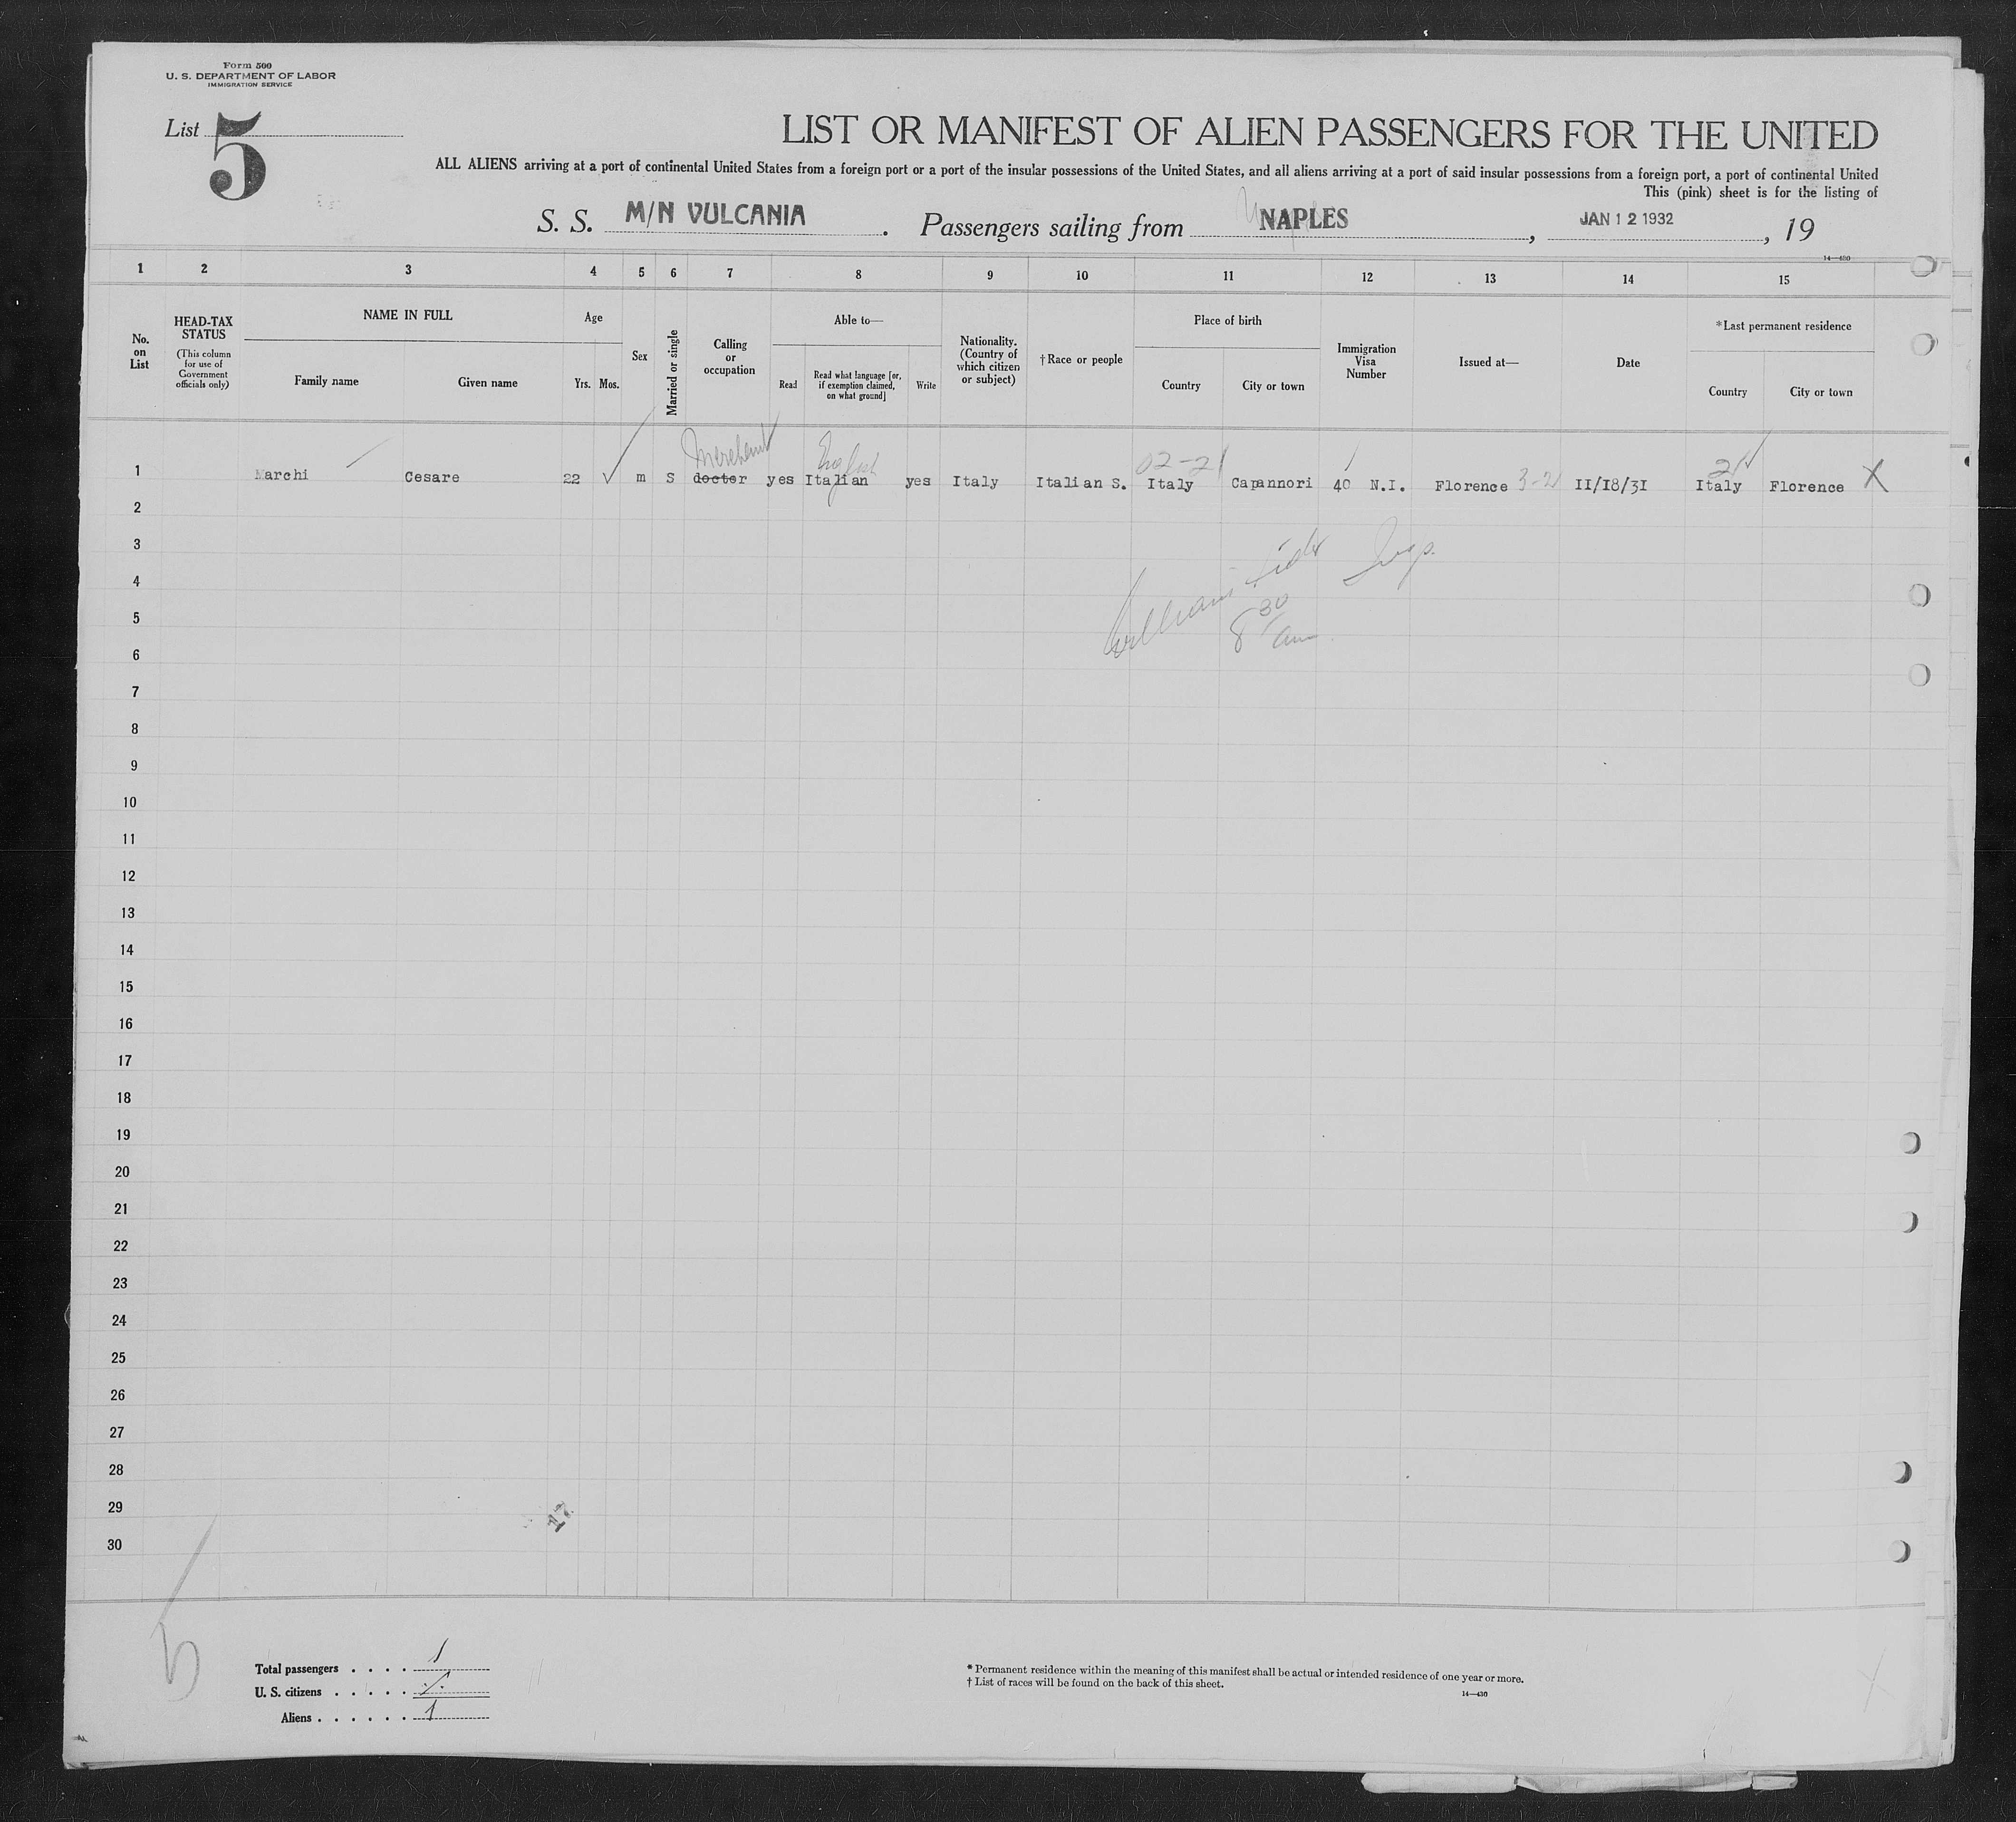 Form 500
U. S. DEPARTMENT OF LABOR
IMMIGRATION SERVICE
List 5
LIST OR MANIFEST OF ALIEN PASSENGERS FOR THE UNITED
ALL ALIENS arriving at a port of continental United States from a foreign port or a port of the insular possessions of the United States, and all aliens arriving at a port of said insular possessions from a foreign port, a port of continental United
This (pink) sheet is for the listing of
S. S. M/N VULCANIA. Passengers sailing from NAPLES, JAN 12 1932, 19
14—430
1 2 3 4 5 6 7 8 9 10 11 12 13 14 15
No. on List
HEAD-TAX STATUS
(This column for use of Government officials only)
NAME IN FULL
Family name Given name
Age
Yrs. Mos.
Sex
Married or single
Calling or occupation
Able to—
Read
Read what language [or, if exemption claimed, on what ground]
Write
Nationality. (Country of which citizen or subject)
†Race or people
Place of birth
Country City or town
Immigration Visa Number
Issued at—
Date
*Last permanent residence
Country City or town
Merchant English 02-21 21
1 Marchi Cesare 22 m S doctor yes Italian yes Italy Italian S. Italy Capannori 40 N.I. Florence 3-21 II/I8/3I Italy Florence X
2
3
4
5
8 30 am
6
7
8
9
10
11
12
13
14
15
16
17
18
19
20
21
22
23
24
25
26
27
28
29
17
30
5
Total passengers . . . . 1
U. S. citizens . . . . .
Aliens . . . . . . 1
* Permanent residence within the meaning of this manifest shall be actual or intended residence of one year or more.
† List of races will be found on the back of this sheet.
14—430